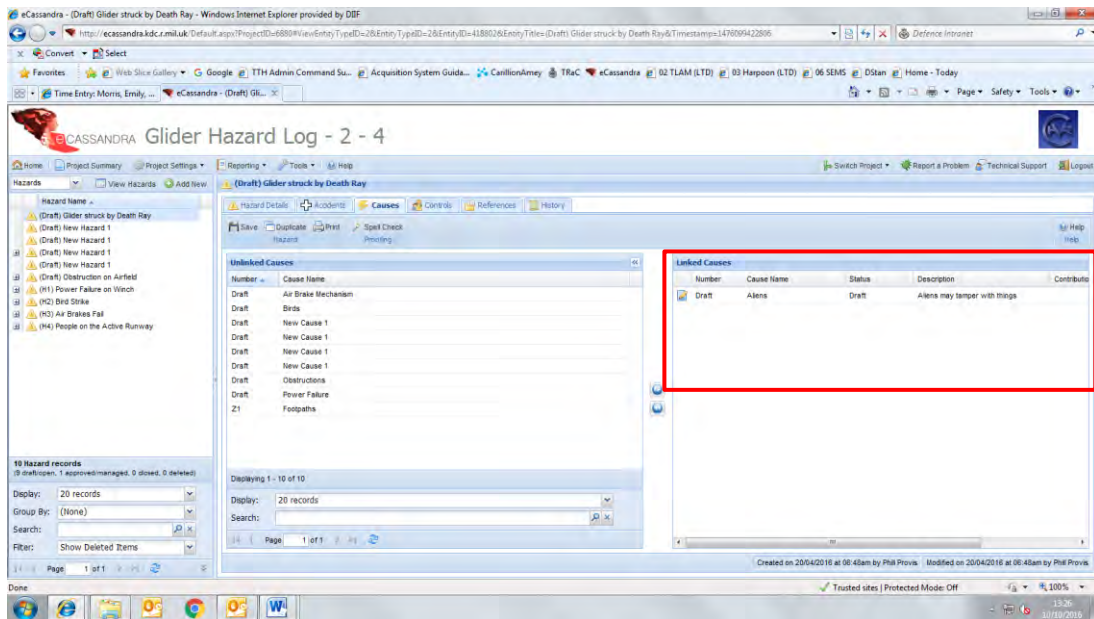 eCassandra - (Draft) Glider struck by Death Ray - Windows Internet Explorer provided by DIIF
http://ecassandra.kdc.r.mil.uk/Default.aspx?ProjectID=6880#ViewEntityTypeID=2&EntityTypeID=2&EntityID=418802&EntityTitle=(Draft) Glider struck by Death Ray&Timestamp=1476099422806
Defence Intranet
x Convert Select
Favorites Web Slice Gallery Google TTH Admin Command Su... Acquisition System Guida... CarillionAmey TRaC eCassandra 02 TLAM (LTD) 03 Harpoon (LTD) 06 SEMS DStan Home - Today
Time Entry: Morris, Emily, ... eCassandra - (Draft) Gli... x
Page Safety Tools
eCASSANDRA Glider Hazard Log - 2 - 4
Home Project Summary Project Settings Reporting Tools Help Switch Project Report a Problem Technical Support Logout
Hazards View Hazards Add New
Hazard Name
(Draft) Glider struck by Death Ray
(Draft) New Hazard 1
(Draft) New Hazard 1
(Draft) New Hazard 1
(Draft) New Hazard 1
(Draft) Obstruction on Airfield
(H1) Power Failure on Winch
(H2) Bird Strike
(H3) Air Brakes Fail
(H4) People on the Active Runway
10 Hazard records
(9 draft/open, 1 approved/managed, 0 closed, 0 deleted)
Display: 20 records
Group By: (None)
Search:
Filter: Show Deleted Items
Page 1 of 1
(Draft) Glider struck by Death Ray
Hazard Details Accidents Causes Controls References History
Save Duplicate Print Spell Check Help
Hazard Proofing Help
Unlinked Causes
Number Cause Name
Draft Air Brake Mechanism
Draft Birds
Draft New Cause 1
Draft New Cause 1
Draft New Cause 1
Draft New Cause 1
Draft Obstructions
Draft Power Failure
Z1 Footpaths
Displaying 1 - 10 of 10
Display: 20 records
Search:
Page 1 of 1
Linked Causes
Number Cause Name Status Description Contributio
Draft Aliens Draft Aliens may tamper with things
Created on 20/04/2016 at 06:48am by Phil Provis Modified on 20/04/2016 at 06:48am by Phil Provis
Done Trusted sites | Protected Mode: Off 100%
13:26
10/10/2016